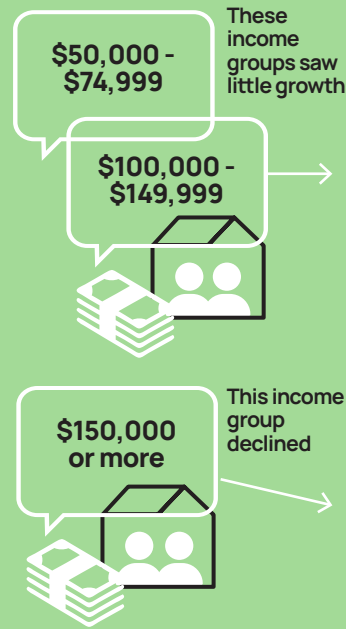 These
income
groups saw
little growth
$50,000 -
$74,999
$100,000 -
$149,999
This income
group
declined
$150,000
or more